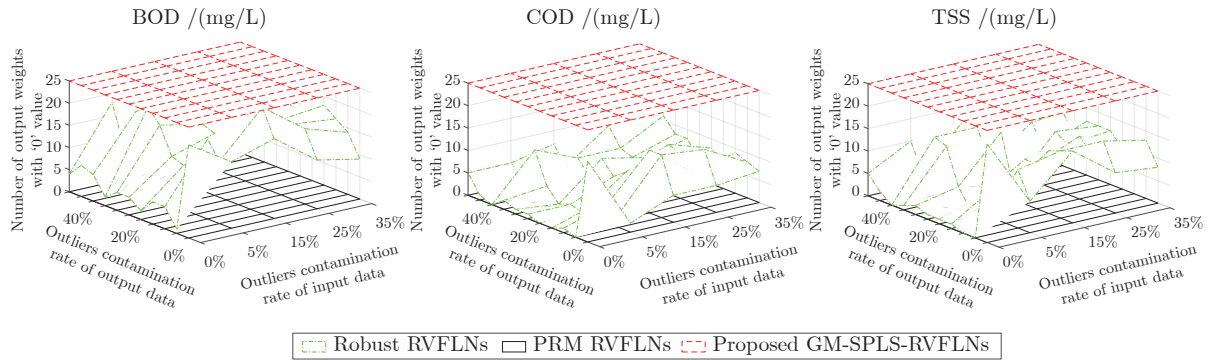 BOD /(mg/L)
Number of output weights
with ‘0’ value
25
20
15
10
5
0
40%
20%
0%
Outliers contamination
rate of output data
0%
5%
15%
25%
35%
Outliers contamination
rate of input data
COD /(mg/L)
Number of output weights
with ‘0’ value
25
20
15
10
5
0
40%
20%
0%
Outliers contamination
rate of output data
0%
5%
15%
25%
35%
Outliers contamination
rate of input data
TSS /(mg/L)
Number of output weights
with ‘0’ value
25
20
15
10
5
0
40%
20%
0%
Outliers contamination
rate of output data
0%
5%
15%
25%
35%
Outliers contamination
rate of input data
Robust RVFLNs PRM RVFLNs Proposed GM-SPLS-RVFLNs